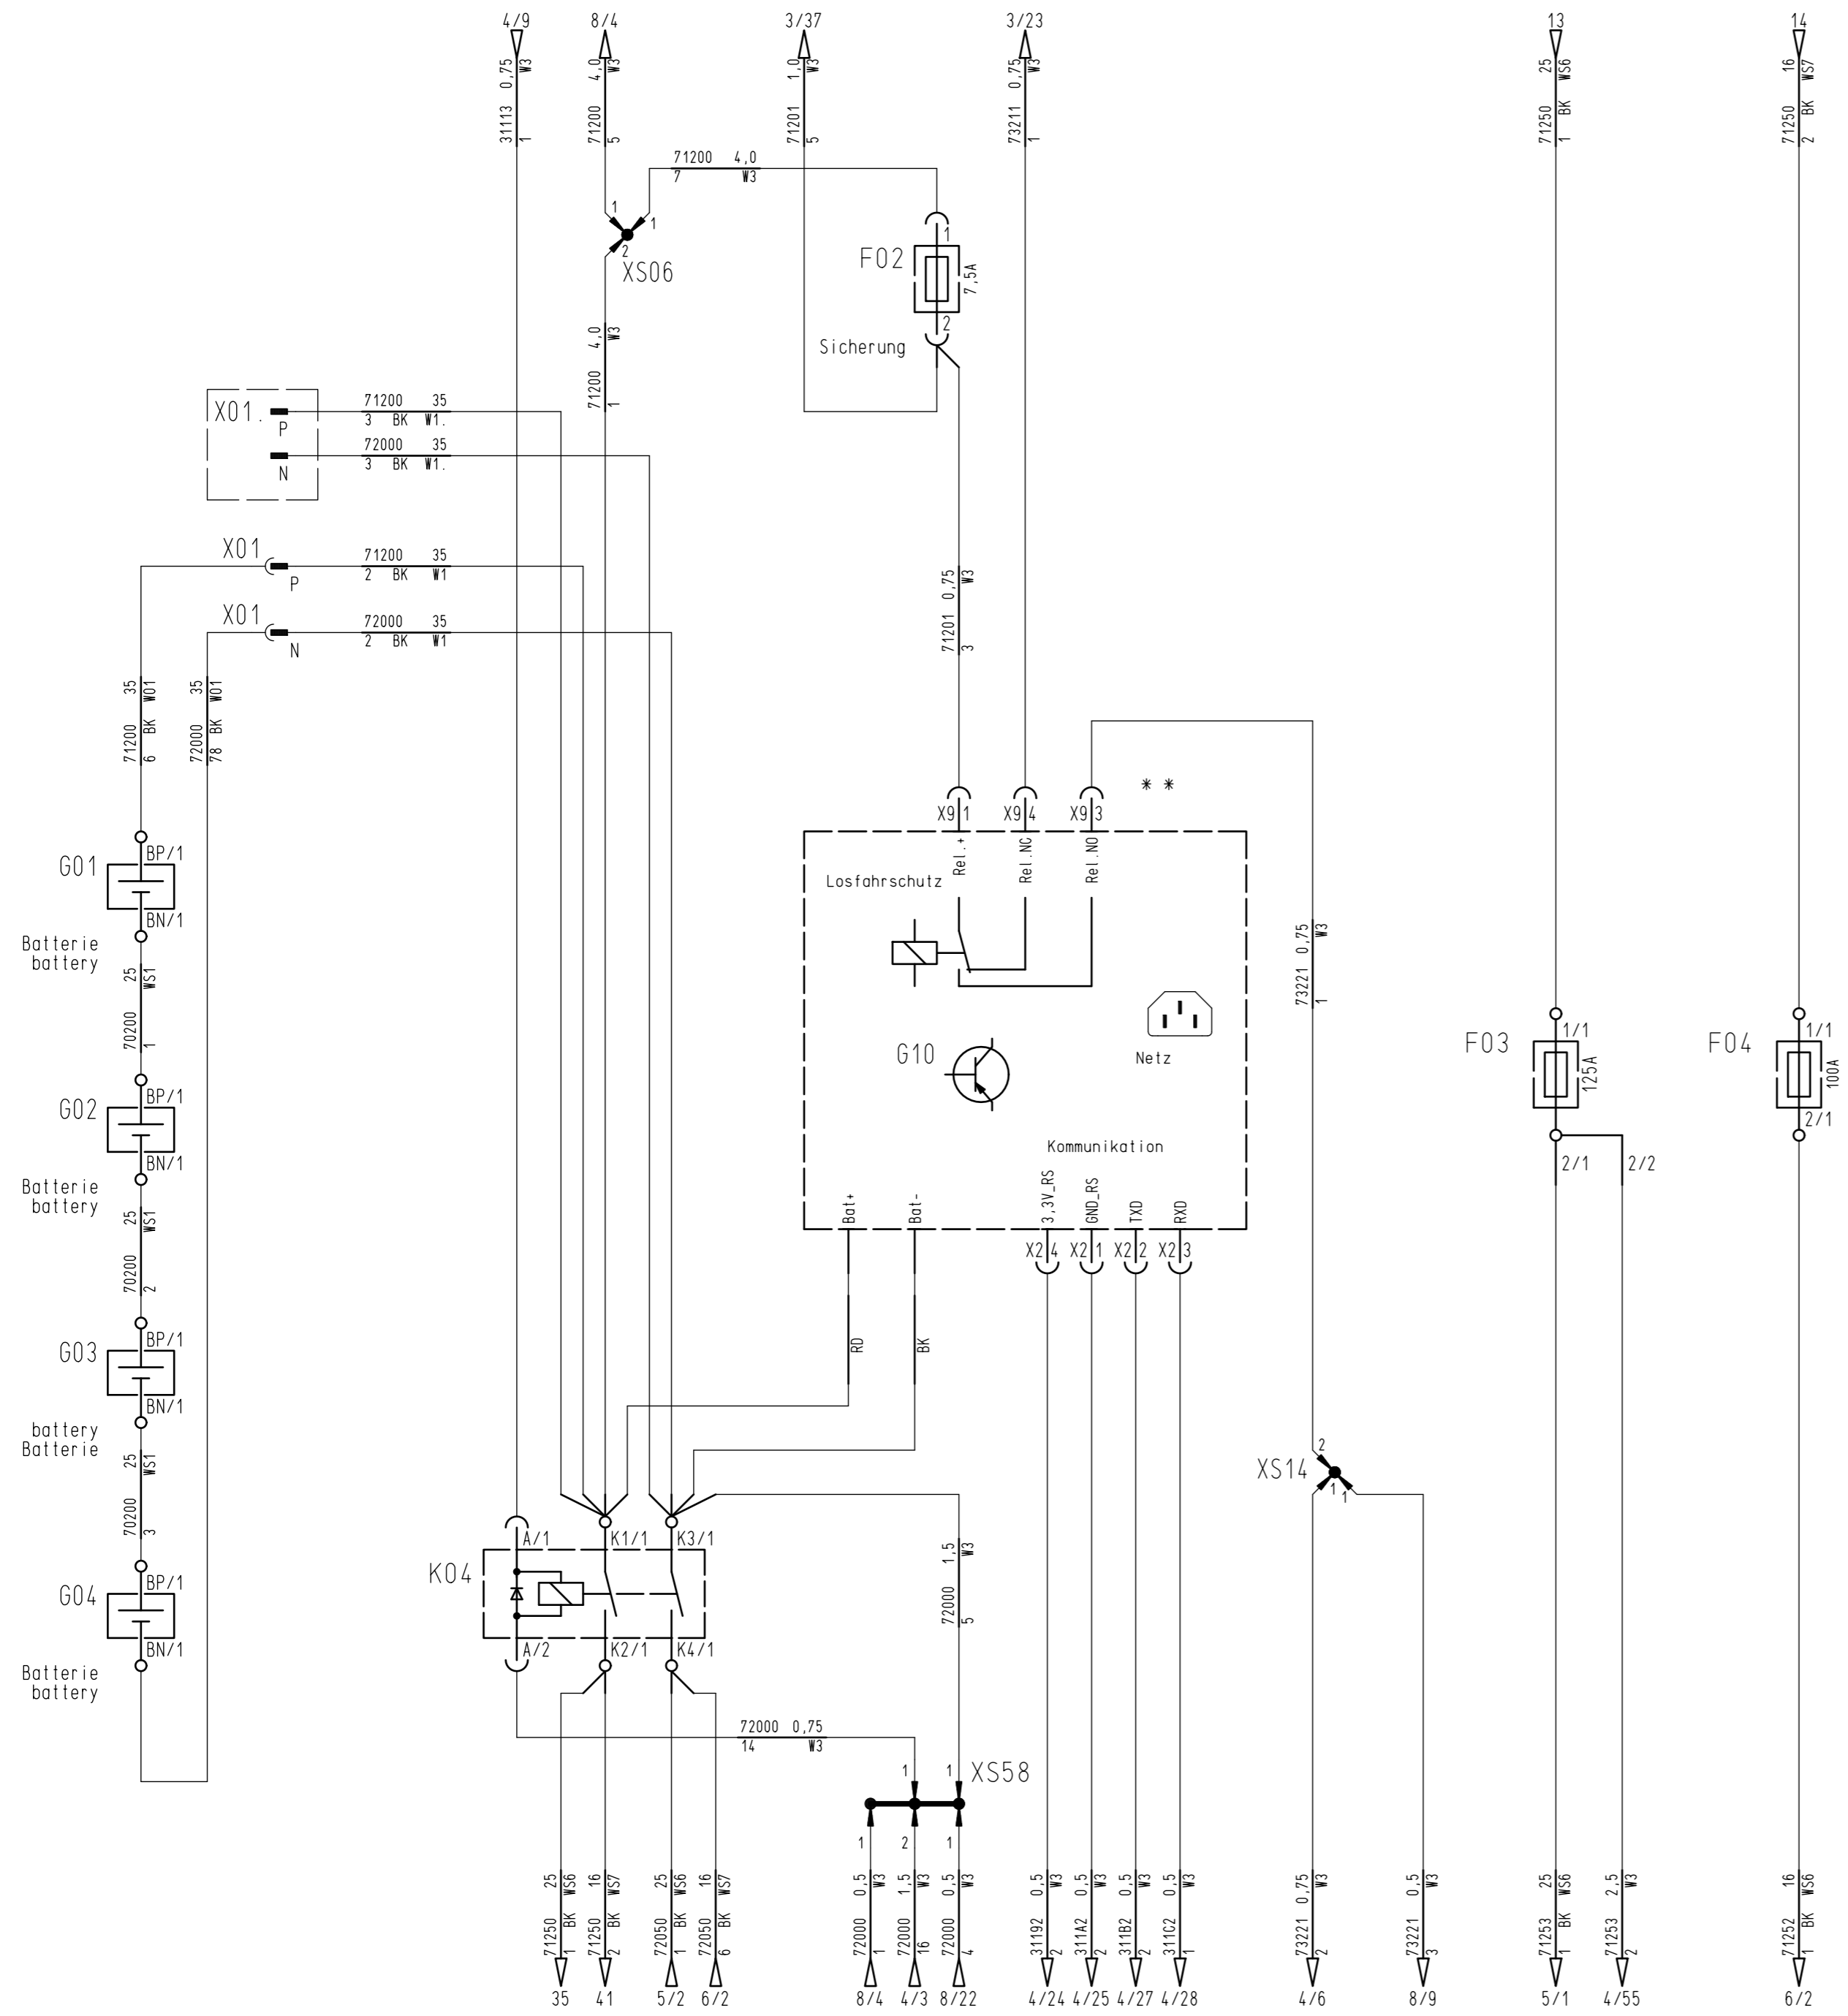 4/9
8/4
3/37
3/23
13
14
31113 0,75
1 W3
71200 4,0
5 W3
71201 1,0
5 W3
73211 0,75
1 W3
71250 25
1 BK WS6
71250 16
2 BK WS7
71200 4,0
7 W3
1
1
2
XS06
F02
1
7,5A
2
Sicherung
71200 4,0
1 W3
X01.
P
N
71200 35
3 BK W1.
72000 35
3 BK W1.
X01
P
71200 35
2 BK W1
X01
N
72000 35
2 BK W1
71201 0,75
3 W3
71200 35
6 BK W01
72000 35
78 BK W01
X9 1
X9 4
X9 3
* *
Rel.+
Rel.NC
Rel.NO
Losfahrschutz
G01
BP/1
BN/1
Batterie
battery
70200 25
1 WS1
73221 0,75
1 W3
G10
Netz
F03
1/1
125A
2/1
2/2
F04
1/1
100A
2/1
G02
BP/1
BN/1
Batterie
battery
70200 25
2 WS1
Kommunikation
Bat+
Bat-
3,3V_RS
GND_RS
TXD
RXD
X2 4
X2 1
X2 2
X2 3
RD
BK
G03
BP/1
BN/1
battery
Batterie
70200 25
3 WS1
XS14
2
1
1
K04
A/1
K1/1
K3/1
A/2
K2/1
K4/1
72000 1,5
5 W3
G04
BP/1
BN/1
Batterie
battery
72000 0,75
14 W3
1
1
XS58
1
2
1
71250 25
1 BK WS6
71250 16
2 BK WS7
72050 25
1 BK WS6
72050 16
6 BK WS7
72000 0,5
1 W3
72000 1,5
16 W3
72000 0,5
4 W3
31192 0,5
2 W3
311A2 0,5
2 W3
311B2 0,5
2 W3
311C2 0,5
1 W3
73221 0,75
2 W3
73221 0,5
3 W3
71253 25
1 BK WS6
71253 2,5
2 W3
71252 16
1 BK WS6
35
41
5/2
6/2
8/4
4/3
8/22
4/24
4/25
4/27
4/28
4/6
8/9
5/1
4/55
6/2